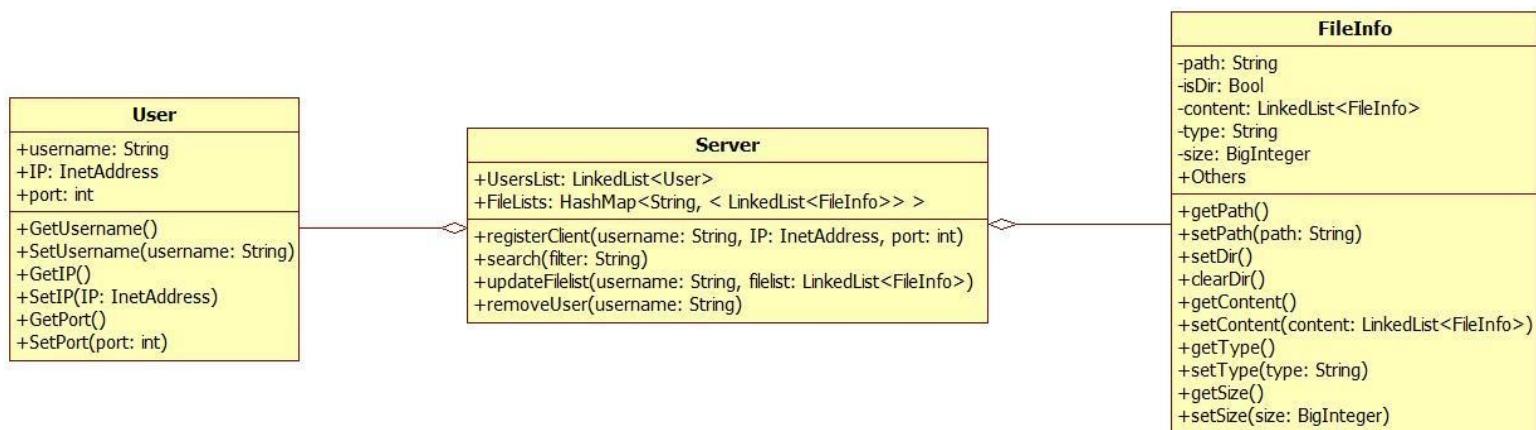 User
+username: String
+IP: InetAddress
+port: int
+GetUsername()
+SetUsername(username: String)
+GetIP()
+SetIP(IP: InetAddress)
+GetPort()
+SetPort(port: int)
Server
+UsersList: LinkedList<User>
+FileLists: HashMap<String, < LinkedList<FileInfo>> >
+registerClient(username: String, IP: InetAddress, port: int)
+search(filter: String)
+updateFilelist(username: String, filelist: LinkedList<FileInfo>)
+removeUser(username: String)
FileInfo
-path: String
-isDir: Bool
-content: LinkedList<FileInfo>
-type: String
-size: BigInteger
+Others
+getPath()
+setPath(path: String)
+setDir()
+clearDir()
+getContent()
+setContent(content: LinkedList<FileInfo>)
+getType()
+setType(type: String)
+getSize()
+setSize(size: BigInteger)